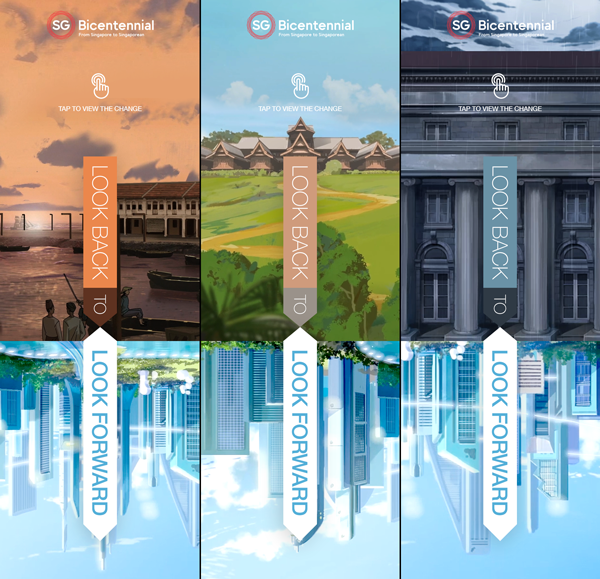 SG Bicentennial
From Singapore to Singaporean
TAP TO VIEW THE CHANGE
LOOK BACK
TO
LOOK FORWARD
SG Bicentennial
From Singapore to Singaporean
TAP TO VIEW THE CHANGE
LOOK BACK
TO
LOOK FORWARD
SG Bicentennial
From Singapore to Singaporean
TAP TO VIEW THE CHANGE
LOOK BACK
TO
LOOK FORWARD